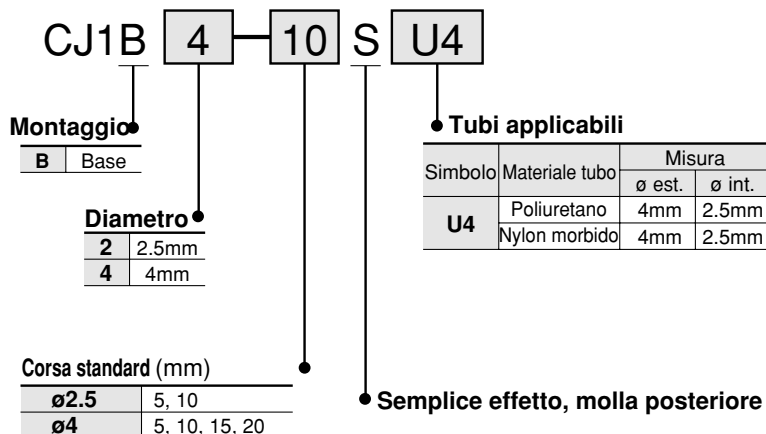 CJ1B 4 - 10 S U4
Montaggio
B Base
Diametro
2 2.5mm
4 4mm
Corsa standard (mm)
ø2.5 5, 10
ø4 5, 10, 15, 20
Tubi applicabili
Simbolo Materiale tubo Misura
ø est. ø int.
U4 Poliuretano 4mm 2.5mm
Nylon morbido 4mm 2.5mm
Semplice effetto, molla posteriore